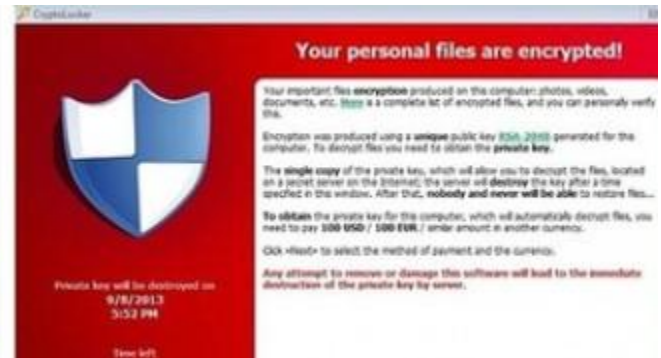 CryptoLocker
Your personal files are encrypted!
Your important files encryption produced on this computer: photos, videos,
documents, etc. Here is a complete list of encrypted files, and you can personally verify
this.
Encryption was produced using a unique public key RSA-2048 generated for this
computer. To decrypt files you need to obtain the private key.
The single copy of the private key, which will allow you to decrypt the files, located
on a secret server on the Internet; the server will destroy the key after a time
specified in this window. After that, nobody and never will be able to restore files...
To obtain the private key for this computer, which will automatically decrypt files, you
need to pay 100 USD / 100 EUR / similar amount in another currency.
Click «Next» to select the method of payment and the currency.
Any attempt to remove or damage this software will lead to the immediate
destruction of the private key by server.
Private key will be destroyed on
9/8/2013
5:52 PM
Time left